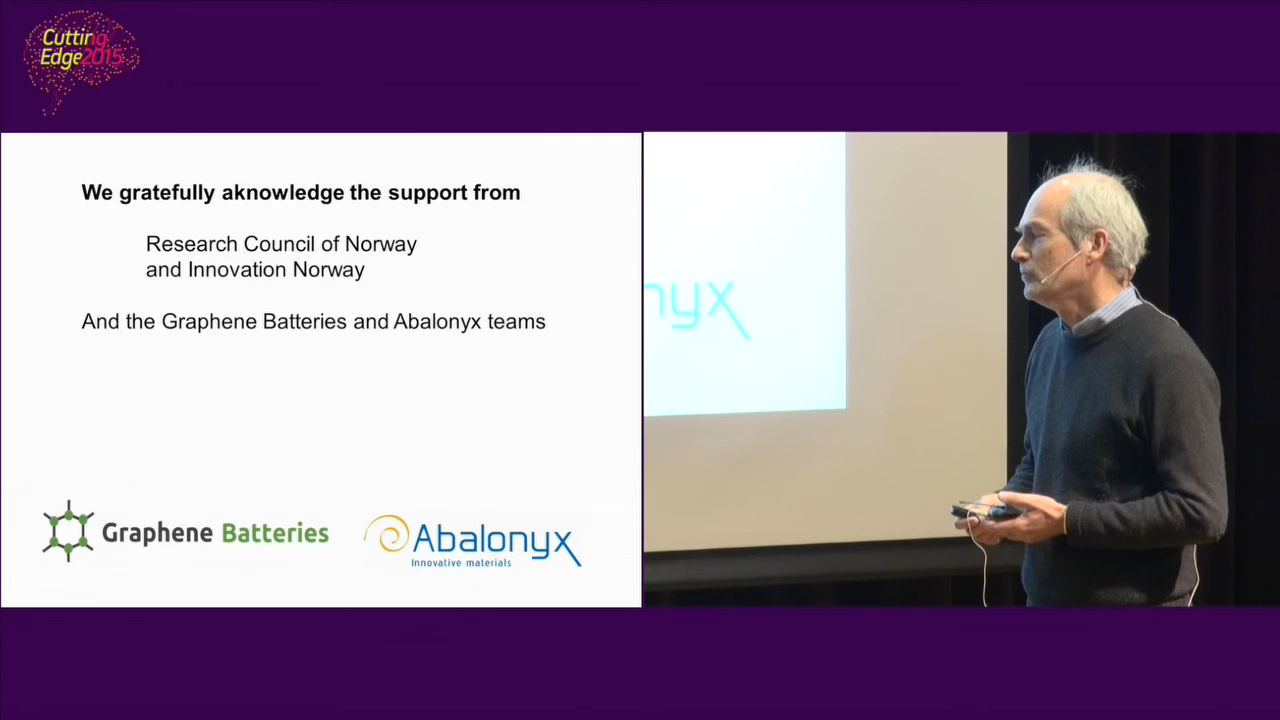 Cutting
Edge2015
We gratefully aknowledge the support from
Research Council of Norway
and Innovation Norway
And the Graphene Batteries and Abalonyx teams
Graphene Batteries
Abalonyx
Innovative materials
nyx